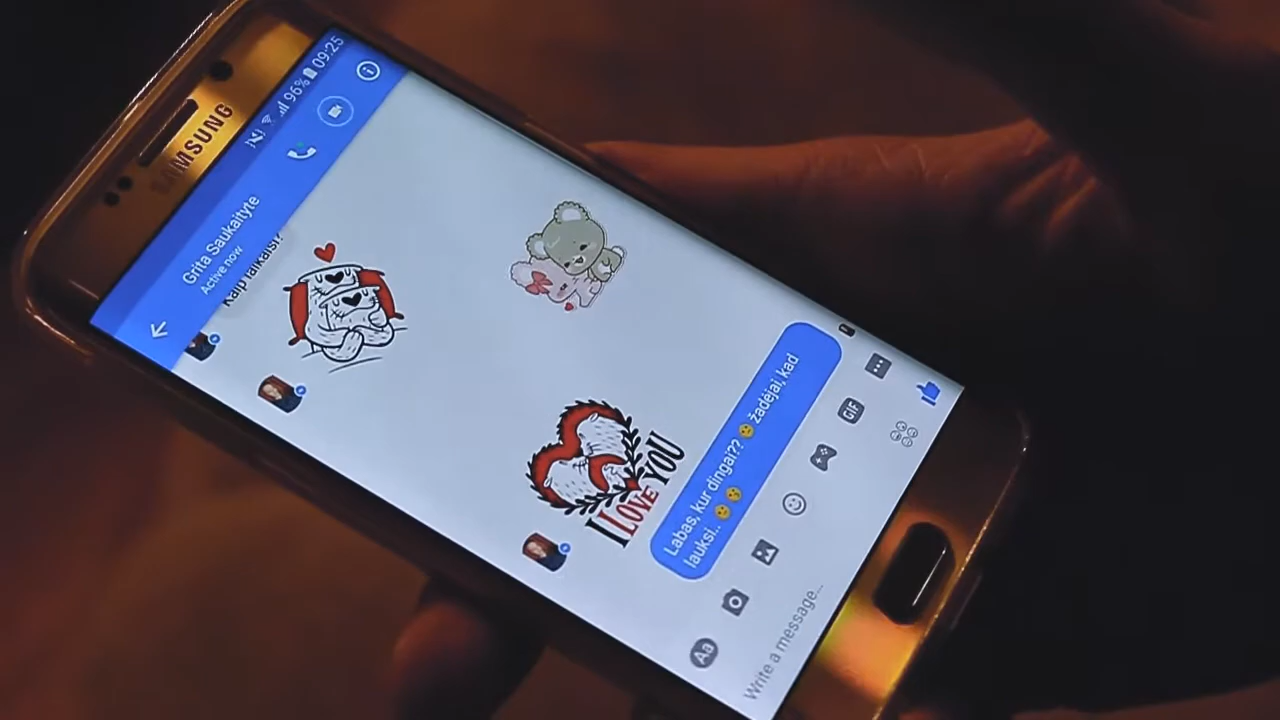 SAMSUNG
96% 09:25
Grita Saukaityte
Active now
Kaip laikaisi?
I LOVE YOU
Labas, kur dingai?? 😮 žadėjai, kad
lauksi.. 😮 😘
GIF
Aa
Write a message...